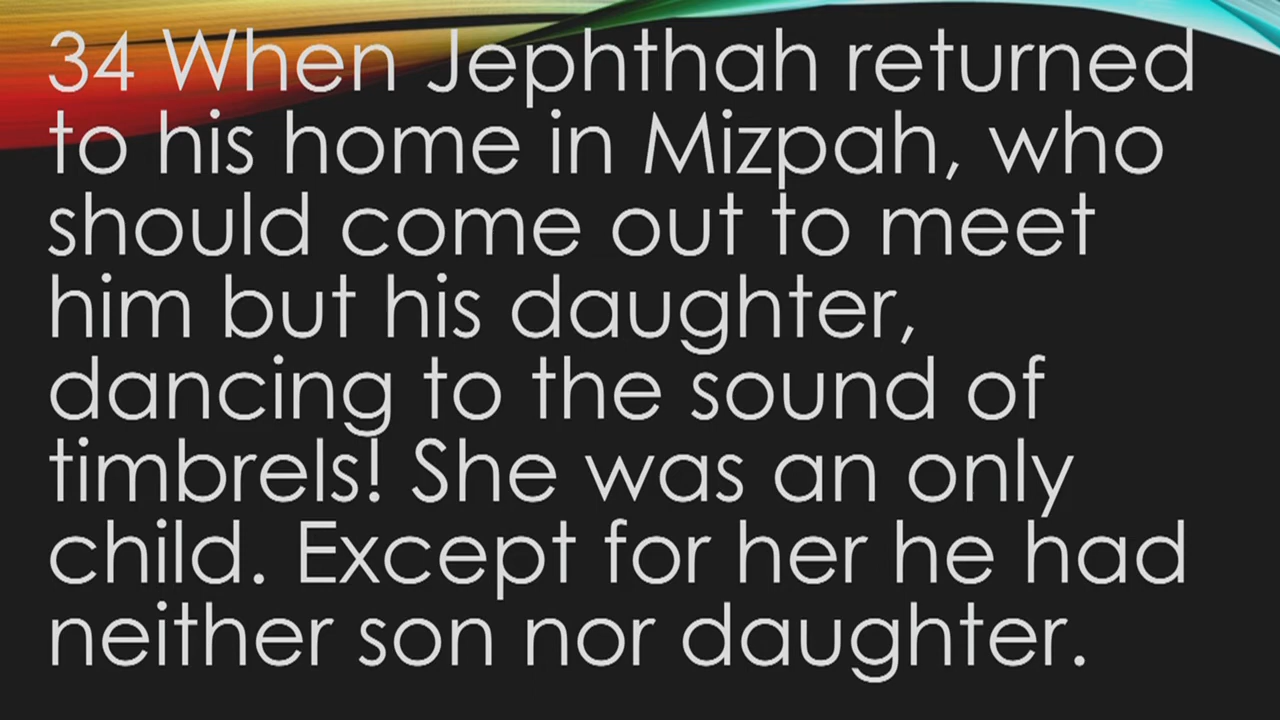 34 When Jephthah returned
to his home in Mizpah, who
should come out to meet
him but his daughter,
dancing to the sound of
timbrels! She was an only
child. Except for her he had
neither son nor daughter.